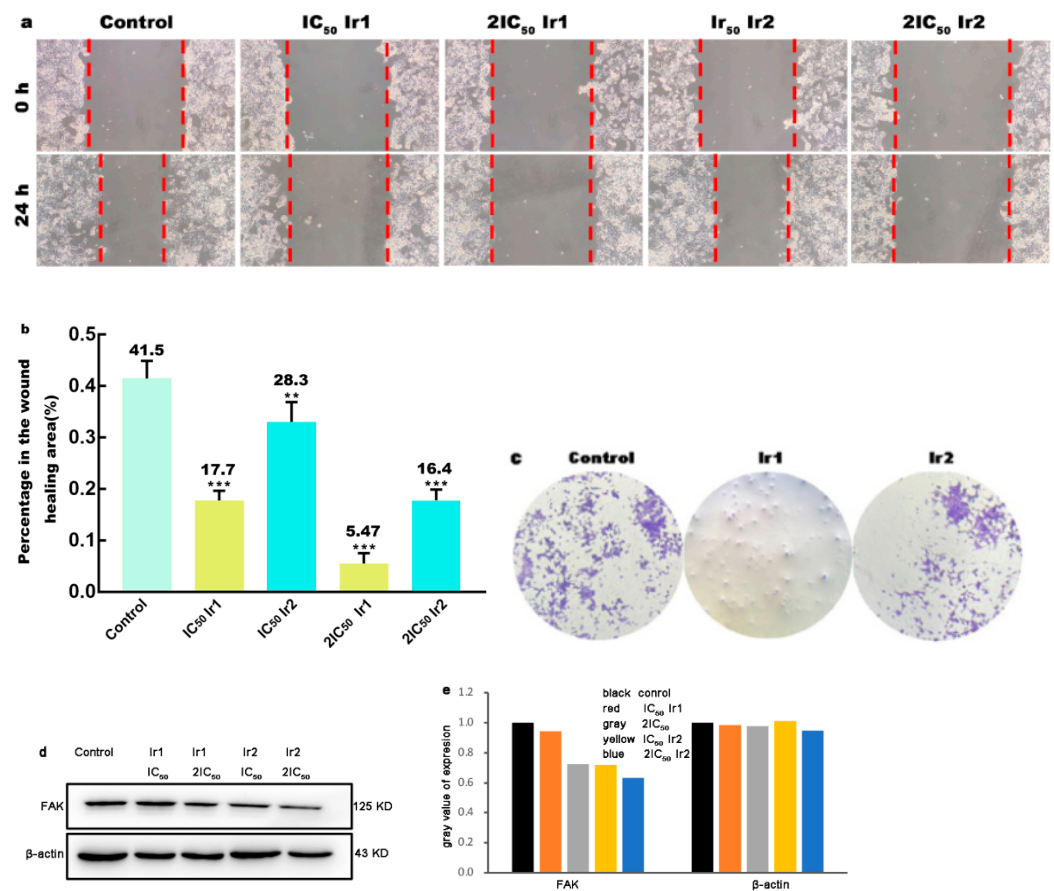 a
Control IC₅₀ Ir1 2IC₅₀ Ir1 Ir₅₀ Ir2 2IC₅₀ Ir2
0 h
24 h
b
Percentage in the wound
healing area(%)
0.5
0.4
0.3
0.2
0.1
0.0
41.5
17.7
***
28.3
**
5.47
***
16.4
***
Control IC₅₀ Ir1 IC₅₀ Ir2 2IC₅₀ Ir1 2IC₅₀ Ir2
c
Control Ir1 Ir2
d
Control Ir1 Ir1 Ir2 Ir2
IC₅₀ 2IC₅₀ IC₅₀ 2IC₅₀
FAK 125 KD
β-actin 43 KD
e
gray value of expresion
1.2
1.0
0.8
0.6
0.4
0.2
0.0
black conrol
red IC₅₀ Ir1
gray 2IC₅₀
yellow IC₅₀ Ir2
blue 2IC₅₀ Ir2
FAK β-actin